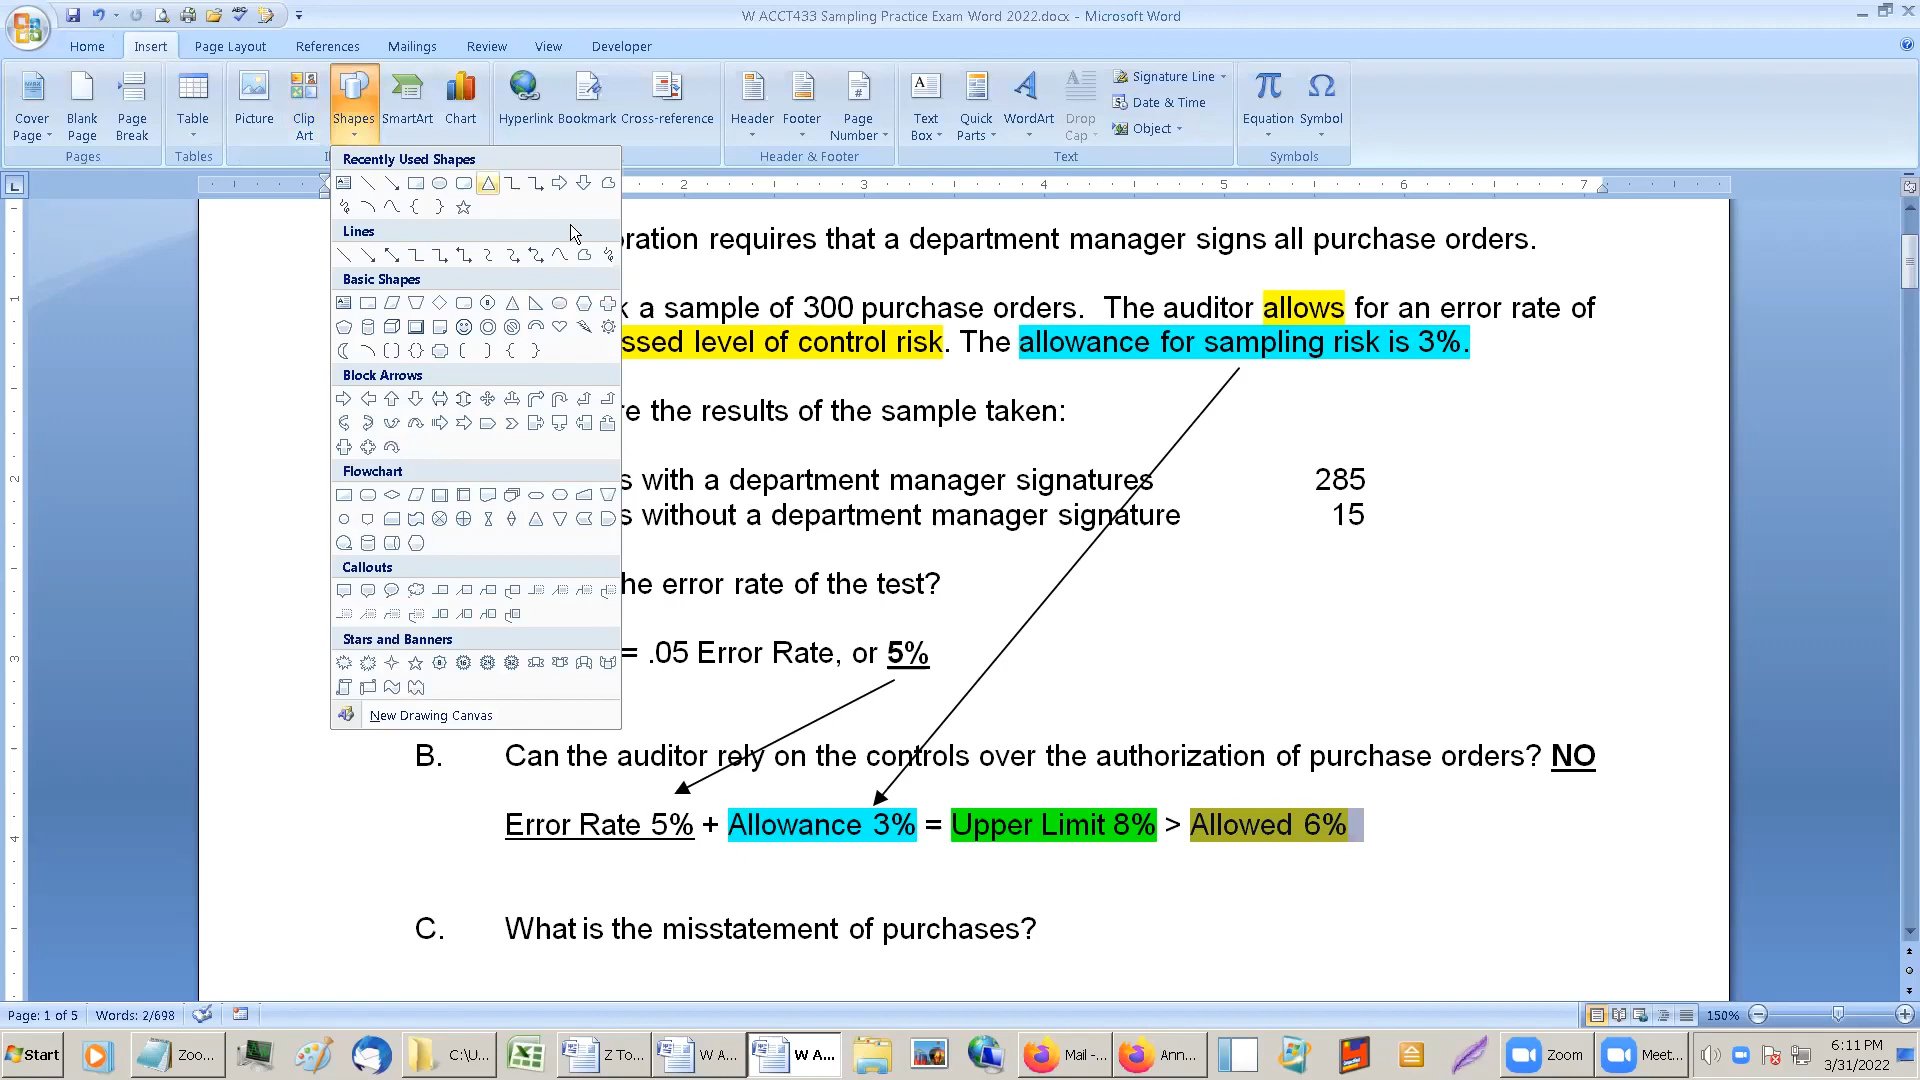 W ACCT433 Sampling Practice Exam Word 2022.docx - Microsoft Word
Home Insert Page Layout References Mailings Review View Developer
Cover Page Blank Page Page Break Table Picture Clip Art Shapes SmartArt Chart Hyperlink Bookmark Cross-reference Header Footer Page Number Text Box Quick Parts WordArt Drop Cap Signature Line Date & Time Object Equation Symbol
Pages Tables Header & Footer Text Symbols
Recently Used Shapes
Lines
Basic Shapes
Block Arrows
Flowchart
Callouts
Stars and Banners
New Drawing Canvas
2 3 4 5 6 7
requires that a department manager signs all purchase orders.
a sample of 300 purchase orders. The auditor allows for an error rate of
level of control risk. The allowance for sampling risk is 3%.
the results of the sample taken:
with a department manager signatures 285
without a department manager signature 15
error rate of the test?
= .05 Error Rate, or 5%
B. Can the auditor rely on the controls over the authorization of purchase orders? NO
Error Rate 5% + Allowance 3% = Upper Limit 8% > Allowed 6%
C. What is the misstatement of purchases?
Page: 1 of 5 Words: 2/698 150%
Start Zoo... C:\U... Z To... W A... W A... Mail -... Ann... Zoom Meet...
6:11 PM
3/31/2022